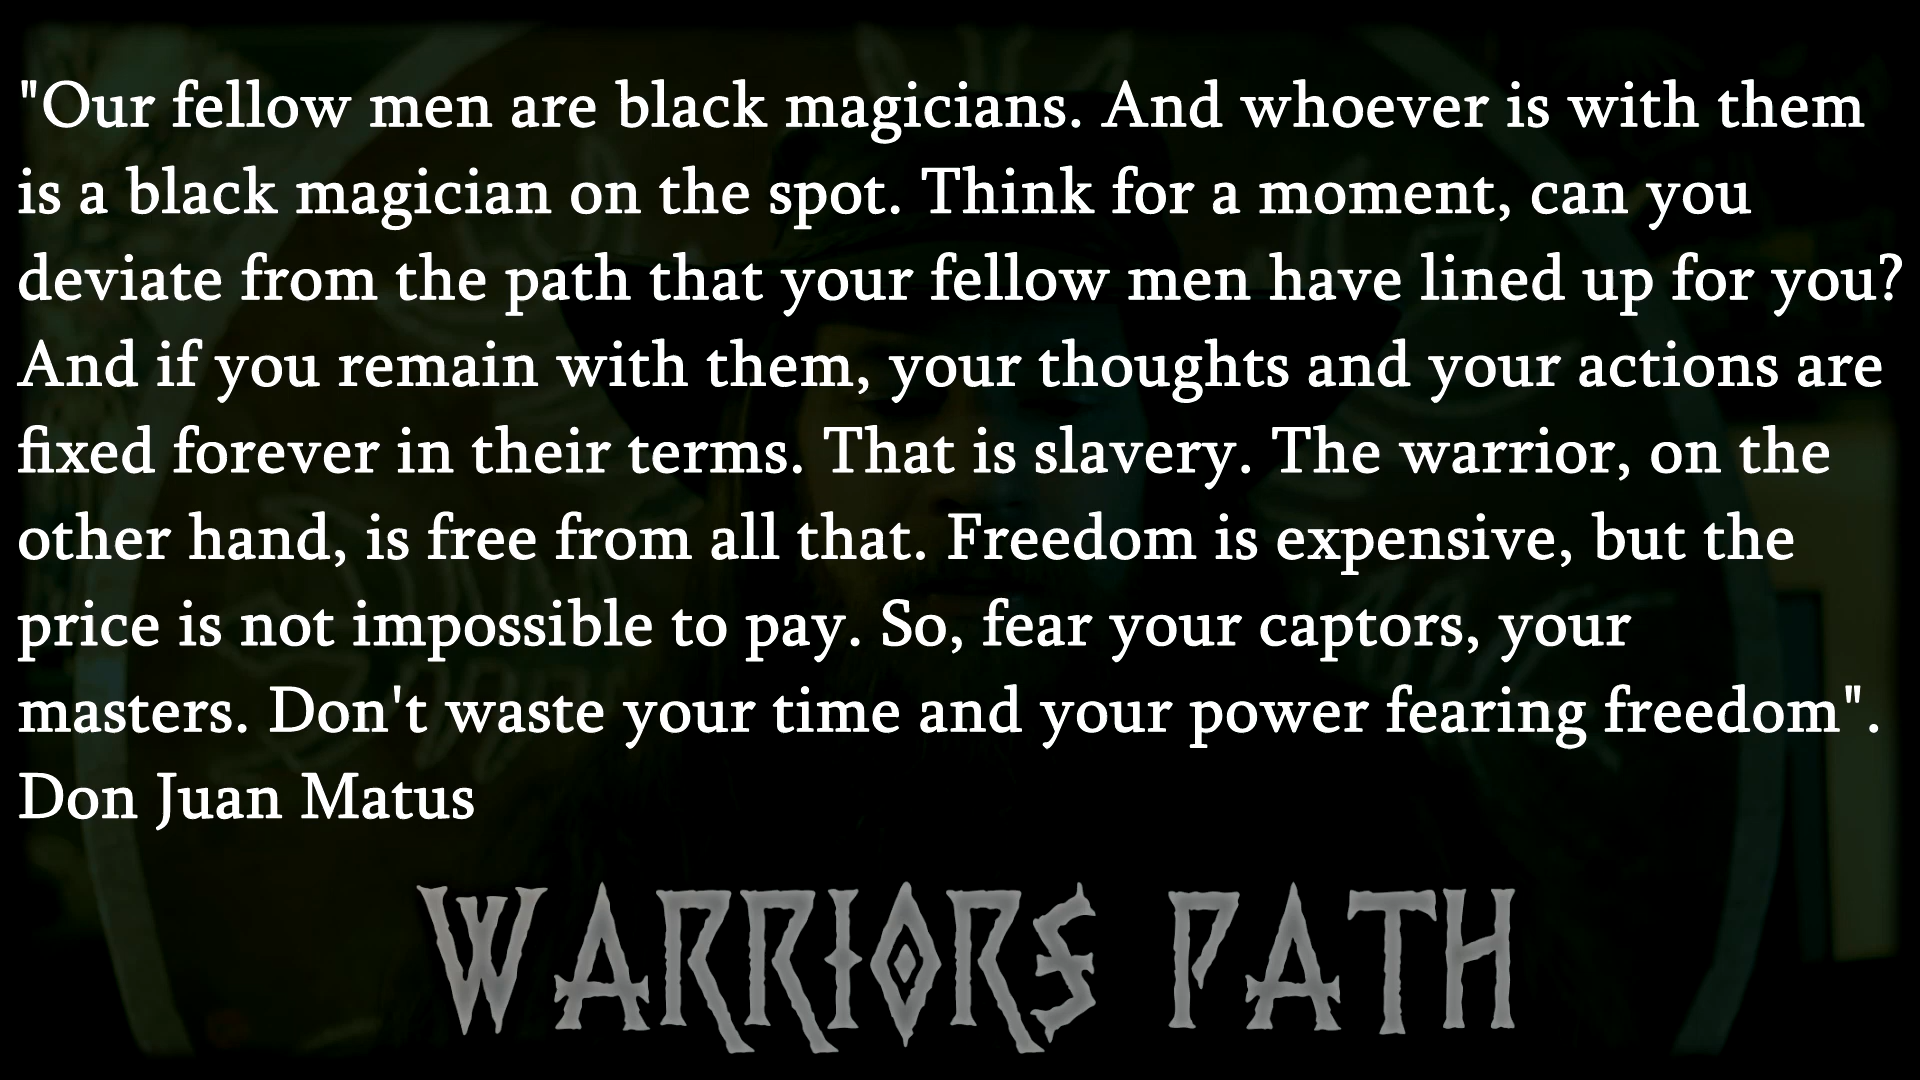 "Our fellow men are black magicians. And whoever is with them
is a black magician on the spot. Think for a moment, can you
deviate from the path that your fellow men have lined up for you?
And if you remain with them, your thoughts and your actions are
fixed forever in their terms. That is slavery. The warrior, on the
other hand, is free from all that. Freedom is expensive, but the
price is not impossible to pay. So, fear your captors, your
masters. Don't waste your time and your power fearing freedom".
Don Juan Matus
WARRIORS PATH